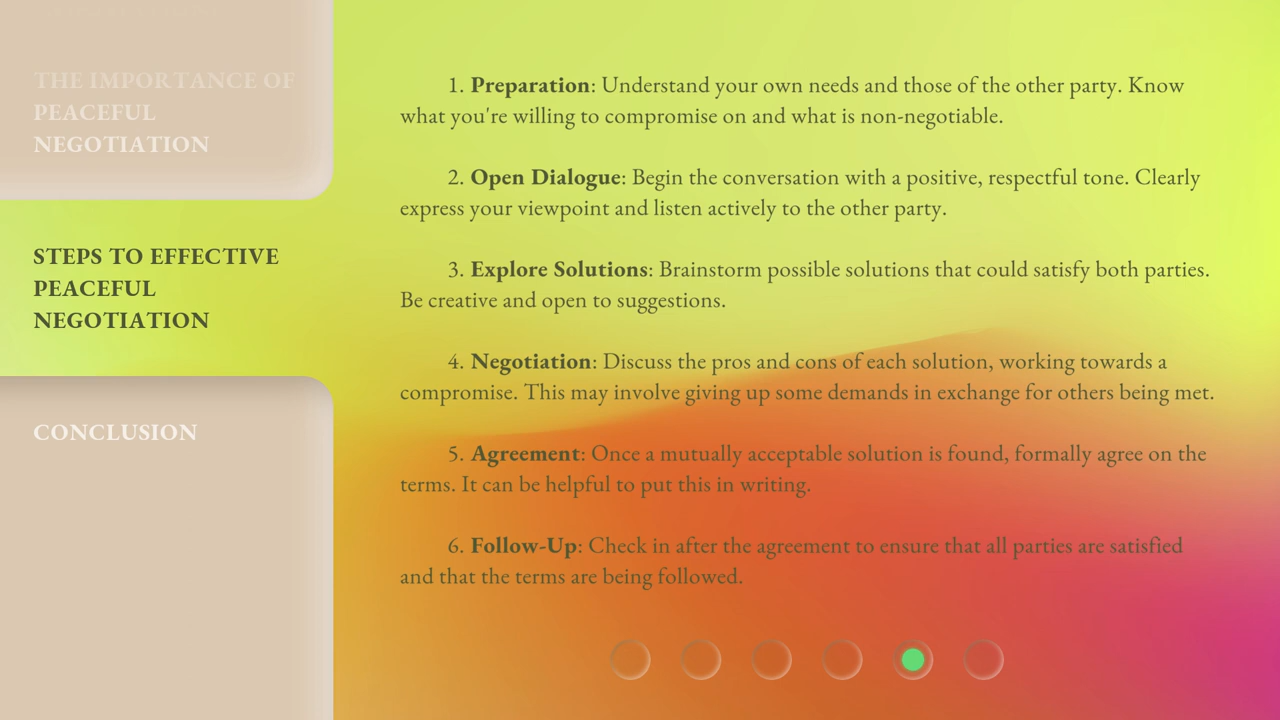 THE IMPORTANCE OF
PEACEFUL
NEGOTIATION
STEPS TO EFFECTIVE
PEACEFUL
NEGOTIATION
CONCLUSION
1. Preparation: Understand your own needs and those of the other party. Know
what you're willing to compromise on and what is non-negotiable.
2. Open Dialogue: Begin the conversation with a positive, respectful tone. Clearly
express your viewpoint and listen actively to the other party.
3. Explore Solutions: Brainstorm possible solutions that could satisfy both parties.
Be creative and open to suggestions.
4. Negotiation: Discuss the pros and cons of each solution, working towards a
compromise. This may involve giving up some demands in exchange for others being met.
5. Agreement: Once a mutually acceptable solution is found, formally agree on the
terms. It can be helpful to put this in writing.
6. Follow-Up: Check in after the agreement to ensure that all parties are satisfied
and that the terms are being followed.